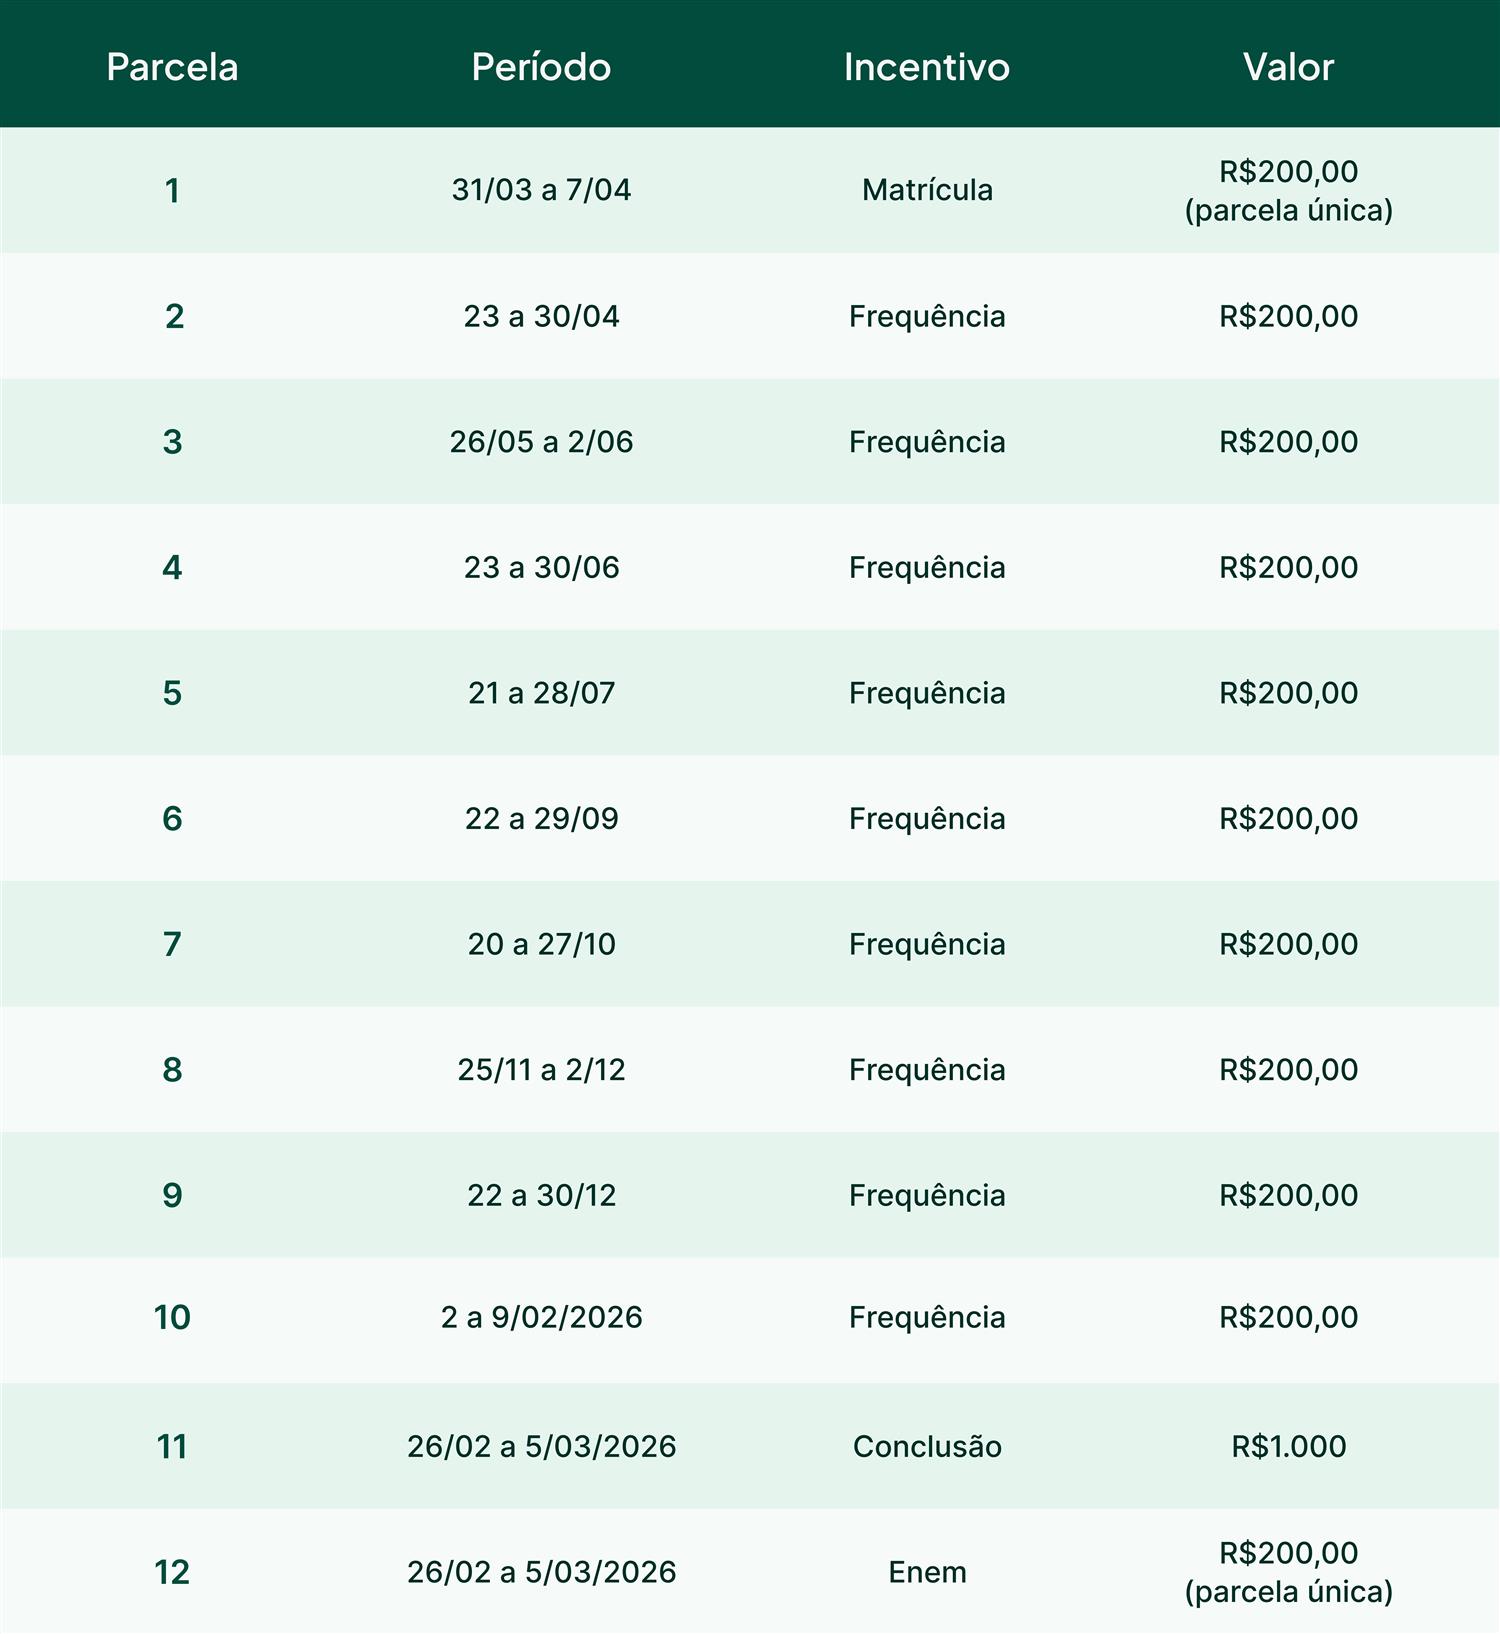 Parcela Período Incentivo Valor
1 31/03 a 7/04 Matrícula R$200,00
(parcela única)
2 23 a 30/04 Frequência R$200,00
3 26/05 a 2/06 Frequência R$200,00
4 23 a 30/06 Frequência R$200,00
5 21 a 28/07 Frequência R$200,00
6 22 a 29/09 Frequência R$200,00
7 20 a 27/10 Frequência R$200,00
8 25/11 a 2/12 Frequência R$200,00
9 22 a 30/12 Frequência R$200,00
10 2 a 9/02/2026 Frequência R$200,00
11 26/02 a 5/03/2026 Conclusão R$1.000
12 26/02 a 5/03/2026 Enem R$200,00
(parcela única)